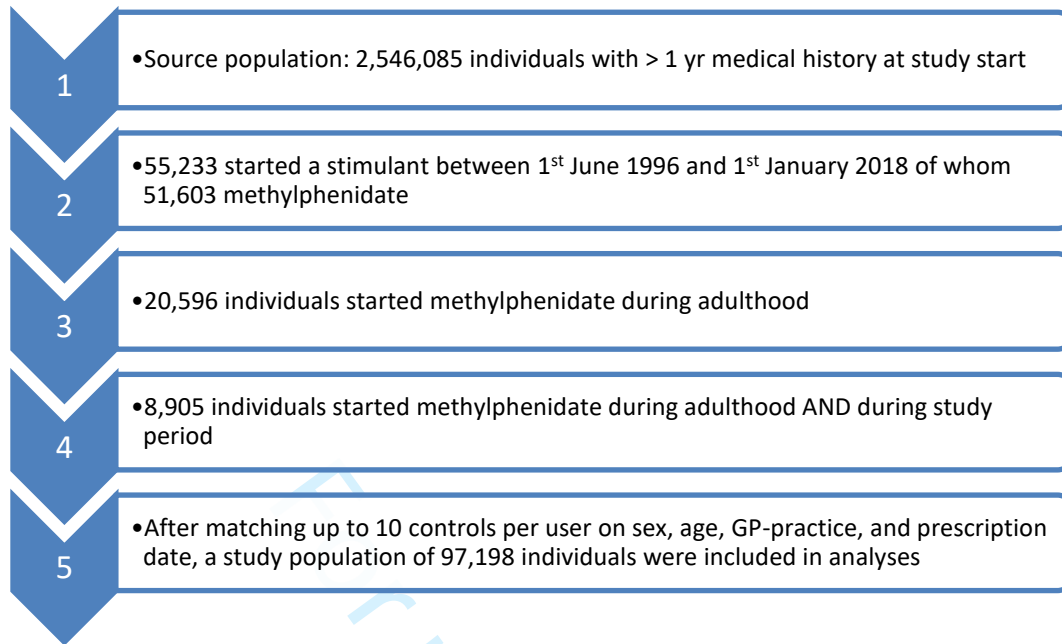 1
•Source population: 2,546,085 individuals with > 1 yr medical history at study start
2
•55,233 started a stimulant between 1st June 1996 and 1st January 2018 of whom
51,603 methylphenidate
3
•20,596 individuals started methylphenidate during adulthood
4
•8,905 individuals started methylphenidate during adulthood AND during study
period
5
•After matching up to 10 controls per user on sex, age, GP-practice, and prescription
date, a study population of 97,198 individuals were included in analyses